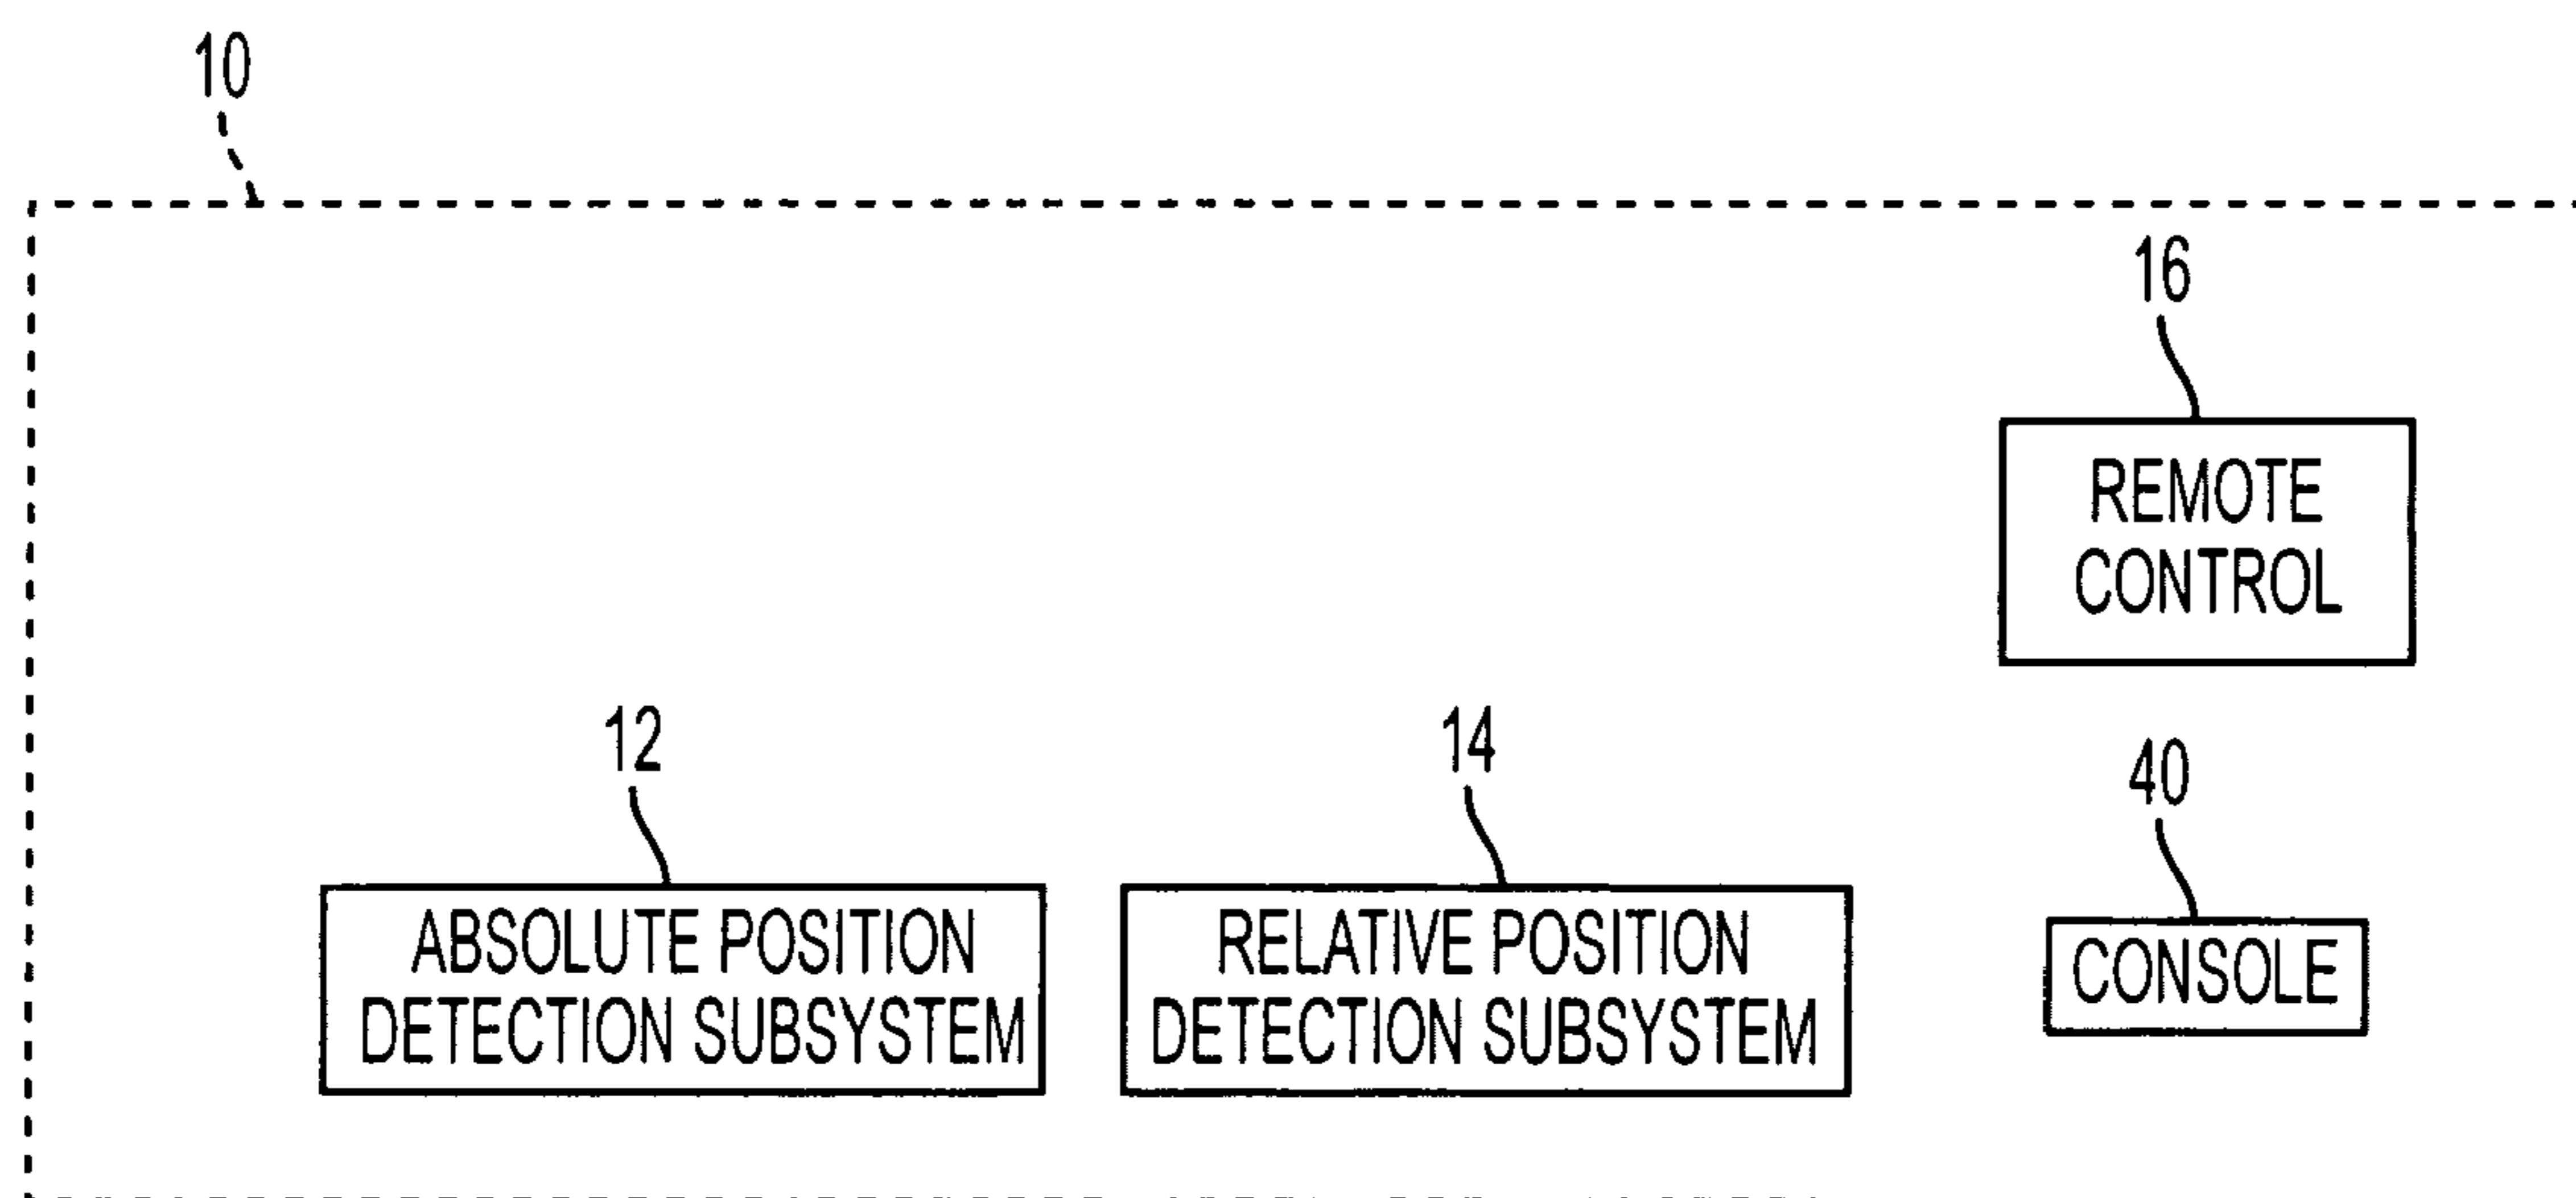 10
16
REMOTE
CONTROL
12
14
40
ABSOLUTE POSITION
DETECTION SUBSYSTEM
RELATIVE POSITION
DETECTION SUBSYSTEM
CONSOLE